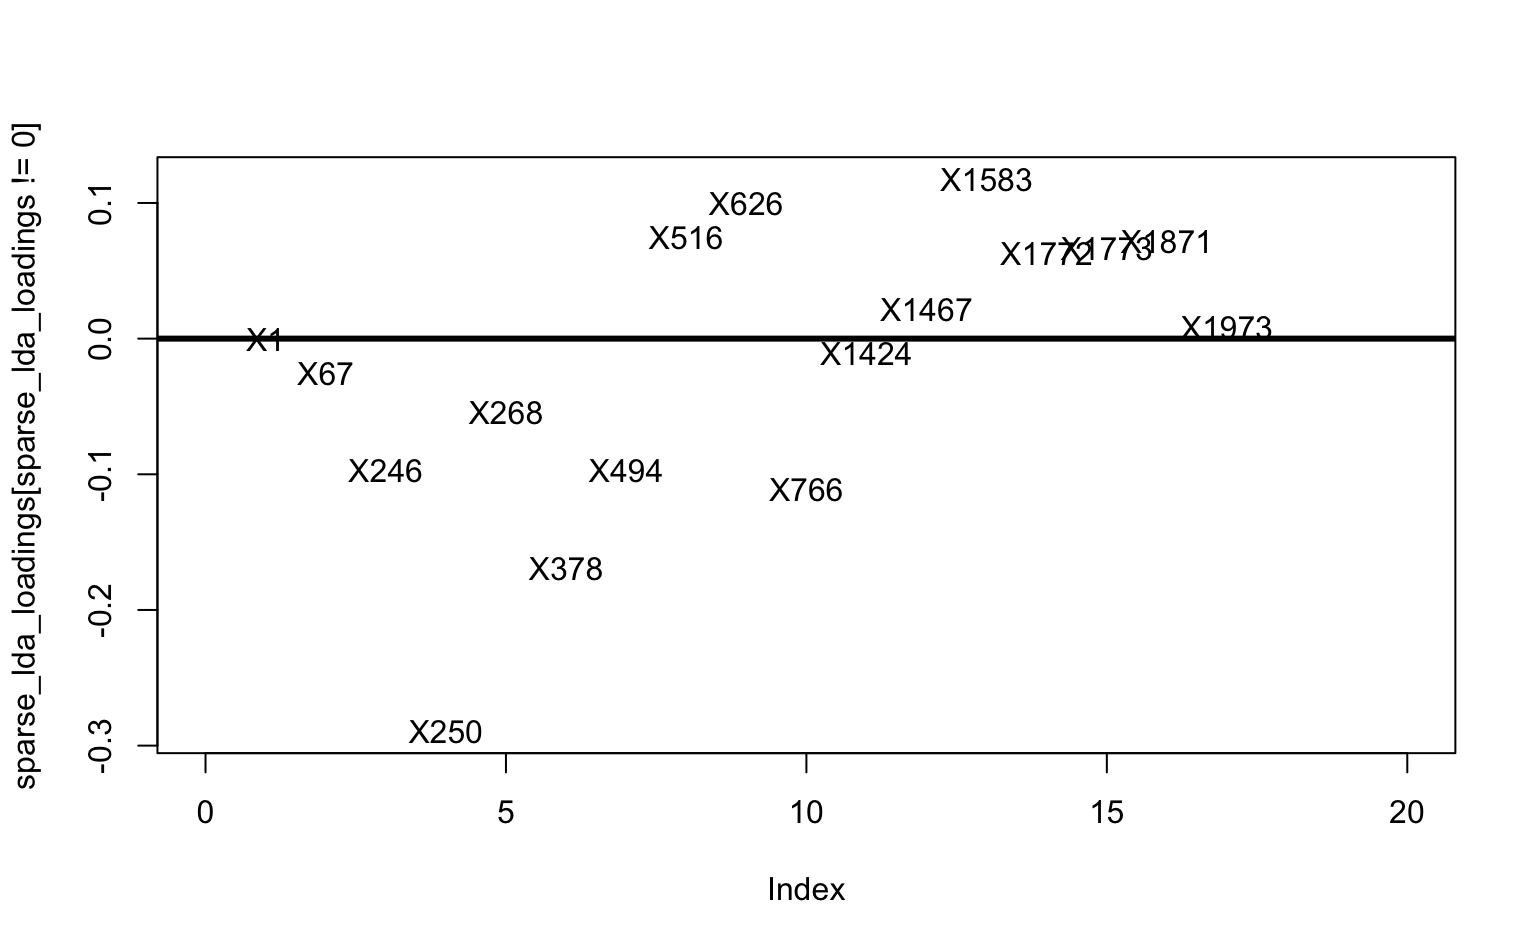 sparse_lda_loadings[sparse_lda_loadings != 0]
0.1
0.0
-0.1
-0.2
-0.3
X1583
X626
X516
X1772
X1773
X1871
X1467
X1973
X1
X1424
X67
X268
X246
X494
X766
X378
X250
0
5
10
15
20
Index